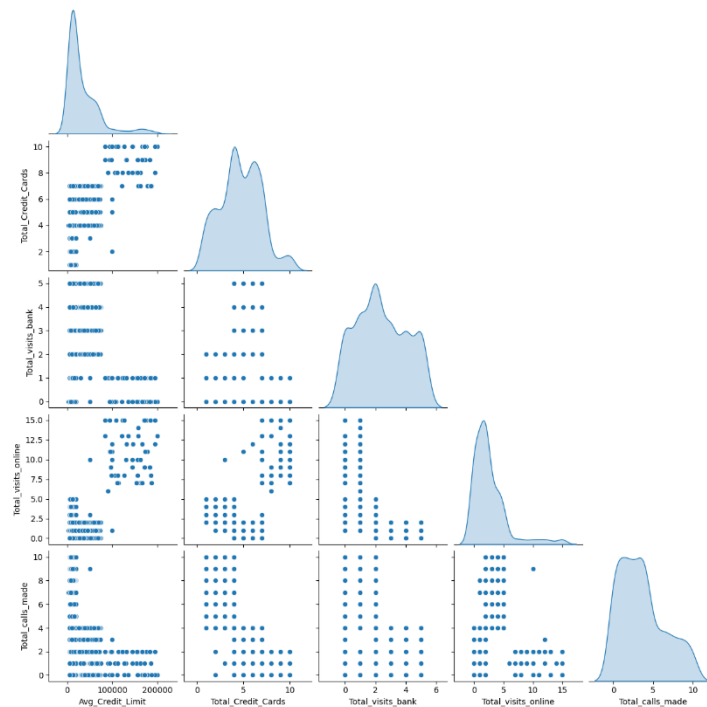 10
8
6
4
2
Total_Credit_Cards
5
4
3
2
1
0
Total_visits_bank
15.0
12.5
10.0
7.5
5.0
2.5
0.0
Total_visits_online
10
8
6
4
2
0
Total_calls_made
0 100000 200000
0 5 10
0 2 4 6
0 5 10 15
0 5 10
Avg_Credit_Limit
Total_Credit_Cards
Total_visits_bank
Total_visits_online
Total_calls_made